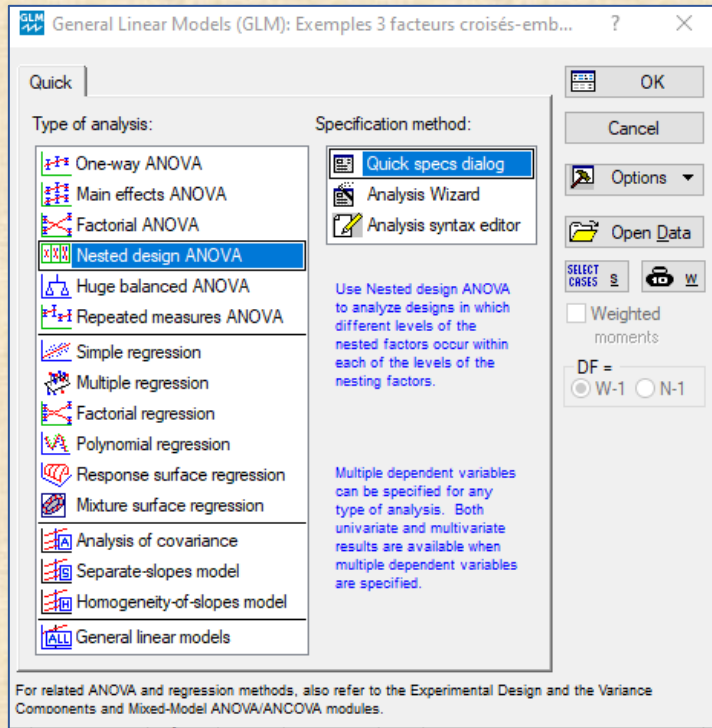 GLM General Linear Models (GLM): Exemples 3 facteurs croisés-emb... ? ×
Quick
Type of analysis:
One-way ANOVA
Main effects ANOVA
Factorial ANOVA
Nested design ANOVA
Huge balanced ANOVA
Repeated measures ANOVA
Simple regression
Multiple regression
Factorial regression
Polynomial regression
Response surface regression
Mixture surface regression
A Analysis of covariance
S Separate-slopes model
H Homogeneity-of-slopes model
ALL General linear models
Specification method:
Quick specs dialog
Analysis Wizard
Analysis syntax editor
Use Nested design ANOVA
to analyze designs in which
different levels of the
nested factors occur within
each of the levels of the
nesting factors.
Multiple dependent variables
can be specified for any
type of analysis. Both
univariate and multivariate
results are available when
multiple dependent variables
are specified.
OK
Cancel
Options
Open Data
SELECT
CASES S
W
Weighted
moments
DF =
W-1 N-1
For related ANOVA and regression methods, also refer to the Experimental Design and the Variance
Components and Mixed-Model ANOVA/ANCOVA modules.